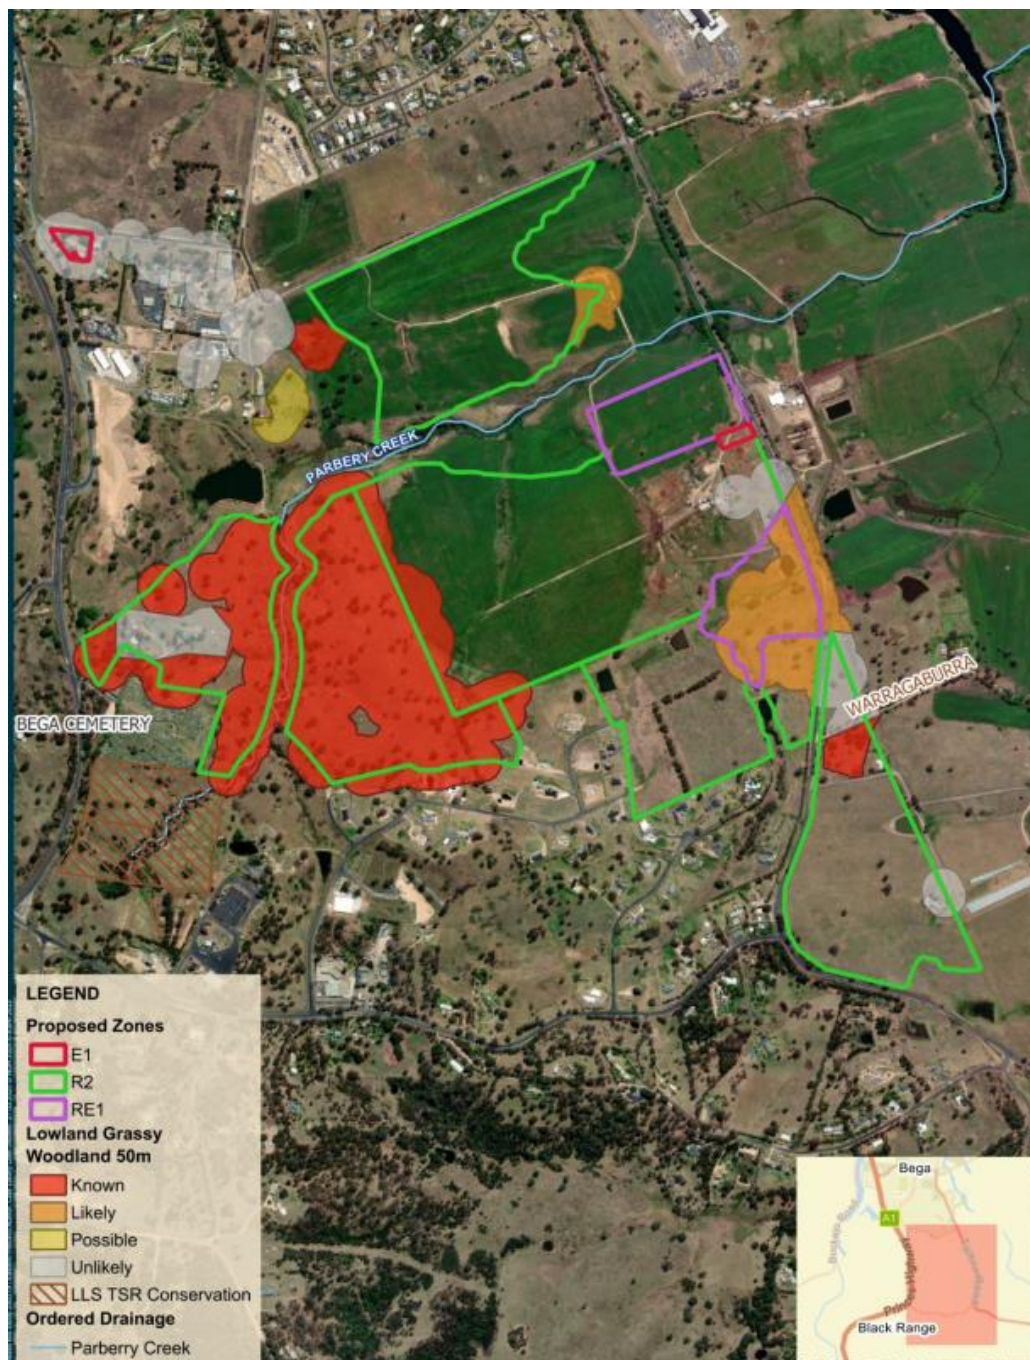 PARBERY CREEK
WARRAGABURRA
BEGA CEMETERY
LEGEND
Proposed Zones
E1
R2
RE1
Lowland Grassy
Woodland 50m
Known
Likely
Possible
Unlikely
LLS TSR Conservation
Ordered Drainage
Parberry Creek
Bega
A1
Black Range